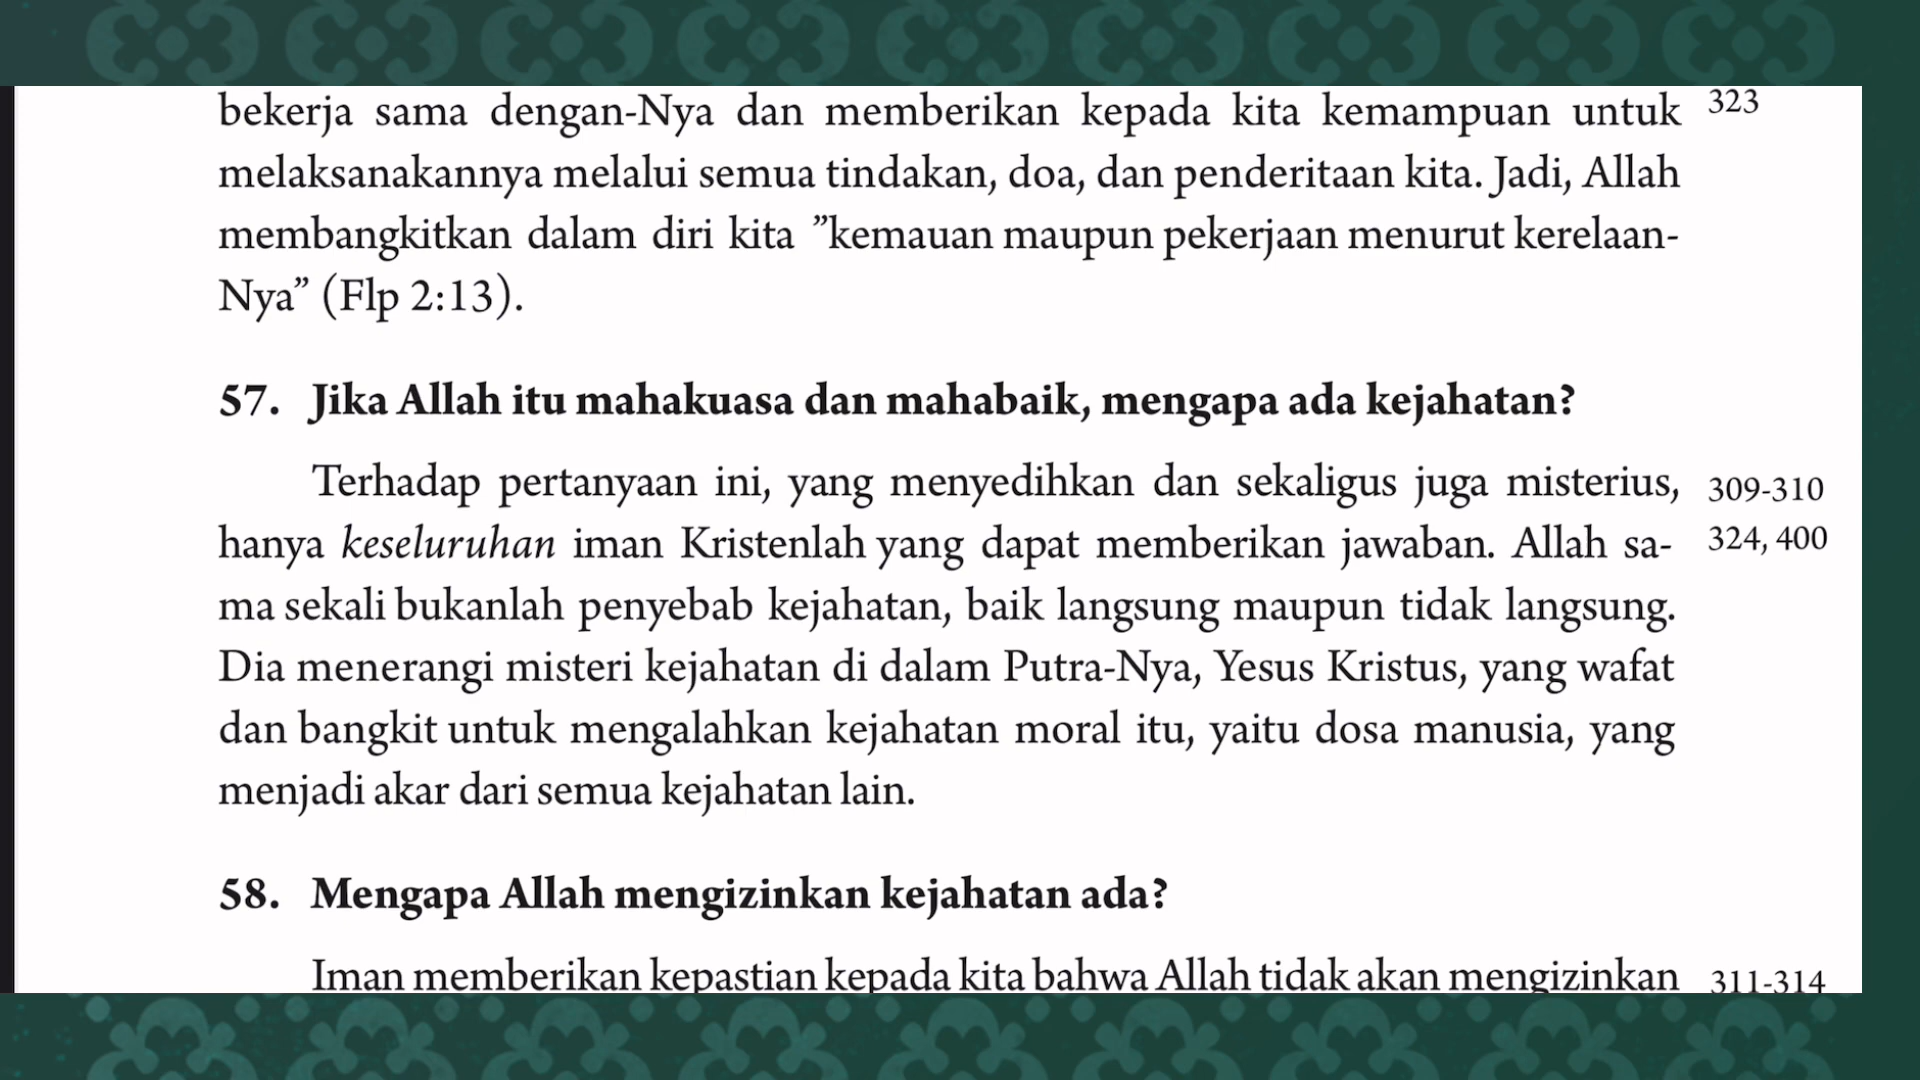 bekerja sama dengan-Nya dan memberikan kepada kita kemampuan untuk 323
melaksanakannya melalui semua tindakan, doa, dan penderitaan kita. Jadi, Allah
membangkitkan dalam diri kita ”kemauan maupun pekerjaan menurut kerelaan-
Nya” (Flp 2:13).
57. Jika Allah itu mahakuasa dan mahabaik, mengapa ada kejahatan?
Terhadap pertanyaan ini, yang menyedihkan dan sekaligus juga misterius, 309-310
hanya keseluruhan iman Kristenlah yang dapat memberikan jawaban. Allah sa- 324, 400
ma sekali bukanlah penyebab kejahatan, baik langsung maupun tidak langsung.
Dia menerangi misteri kejahatan di dalam Putra-Nya, Yesus Kristus, yang wafat
dan bangkit untuk mengalahkan kejahatan moral itu, yaitu dosa manusia, yang
menjadi akar dari semua kejahatan lain.
58. Mengapa Allah mengizinkan kejahatan ada?
Iman memberikan kepastian kepada kita bahwa Allah tidak akan mengizinkan 311-314